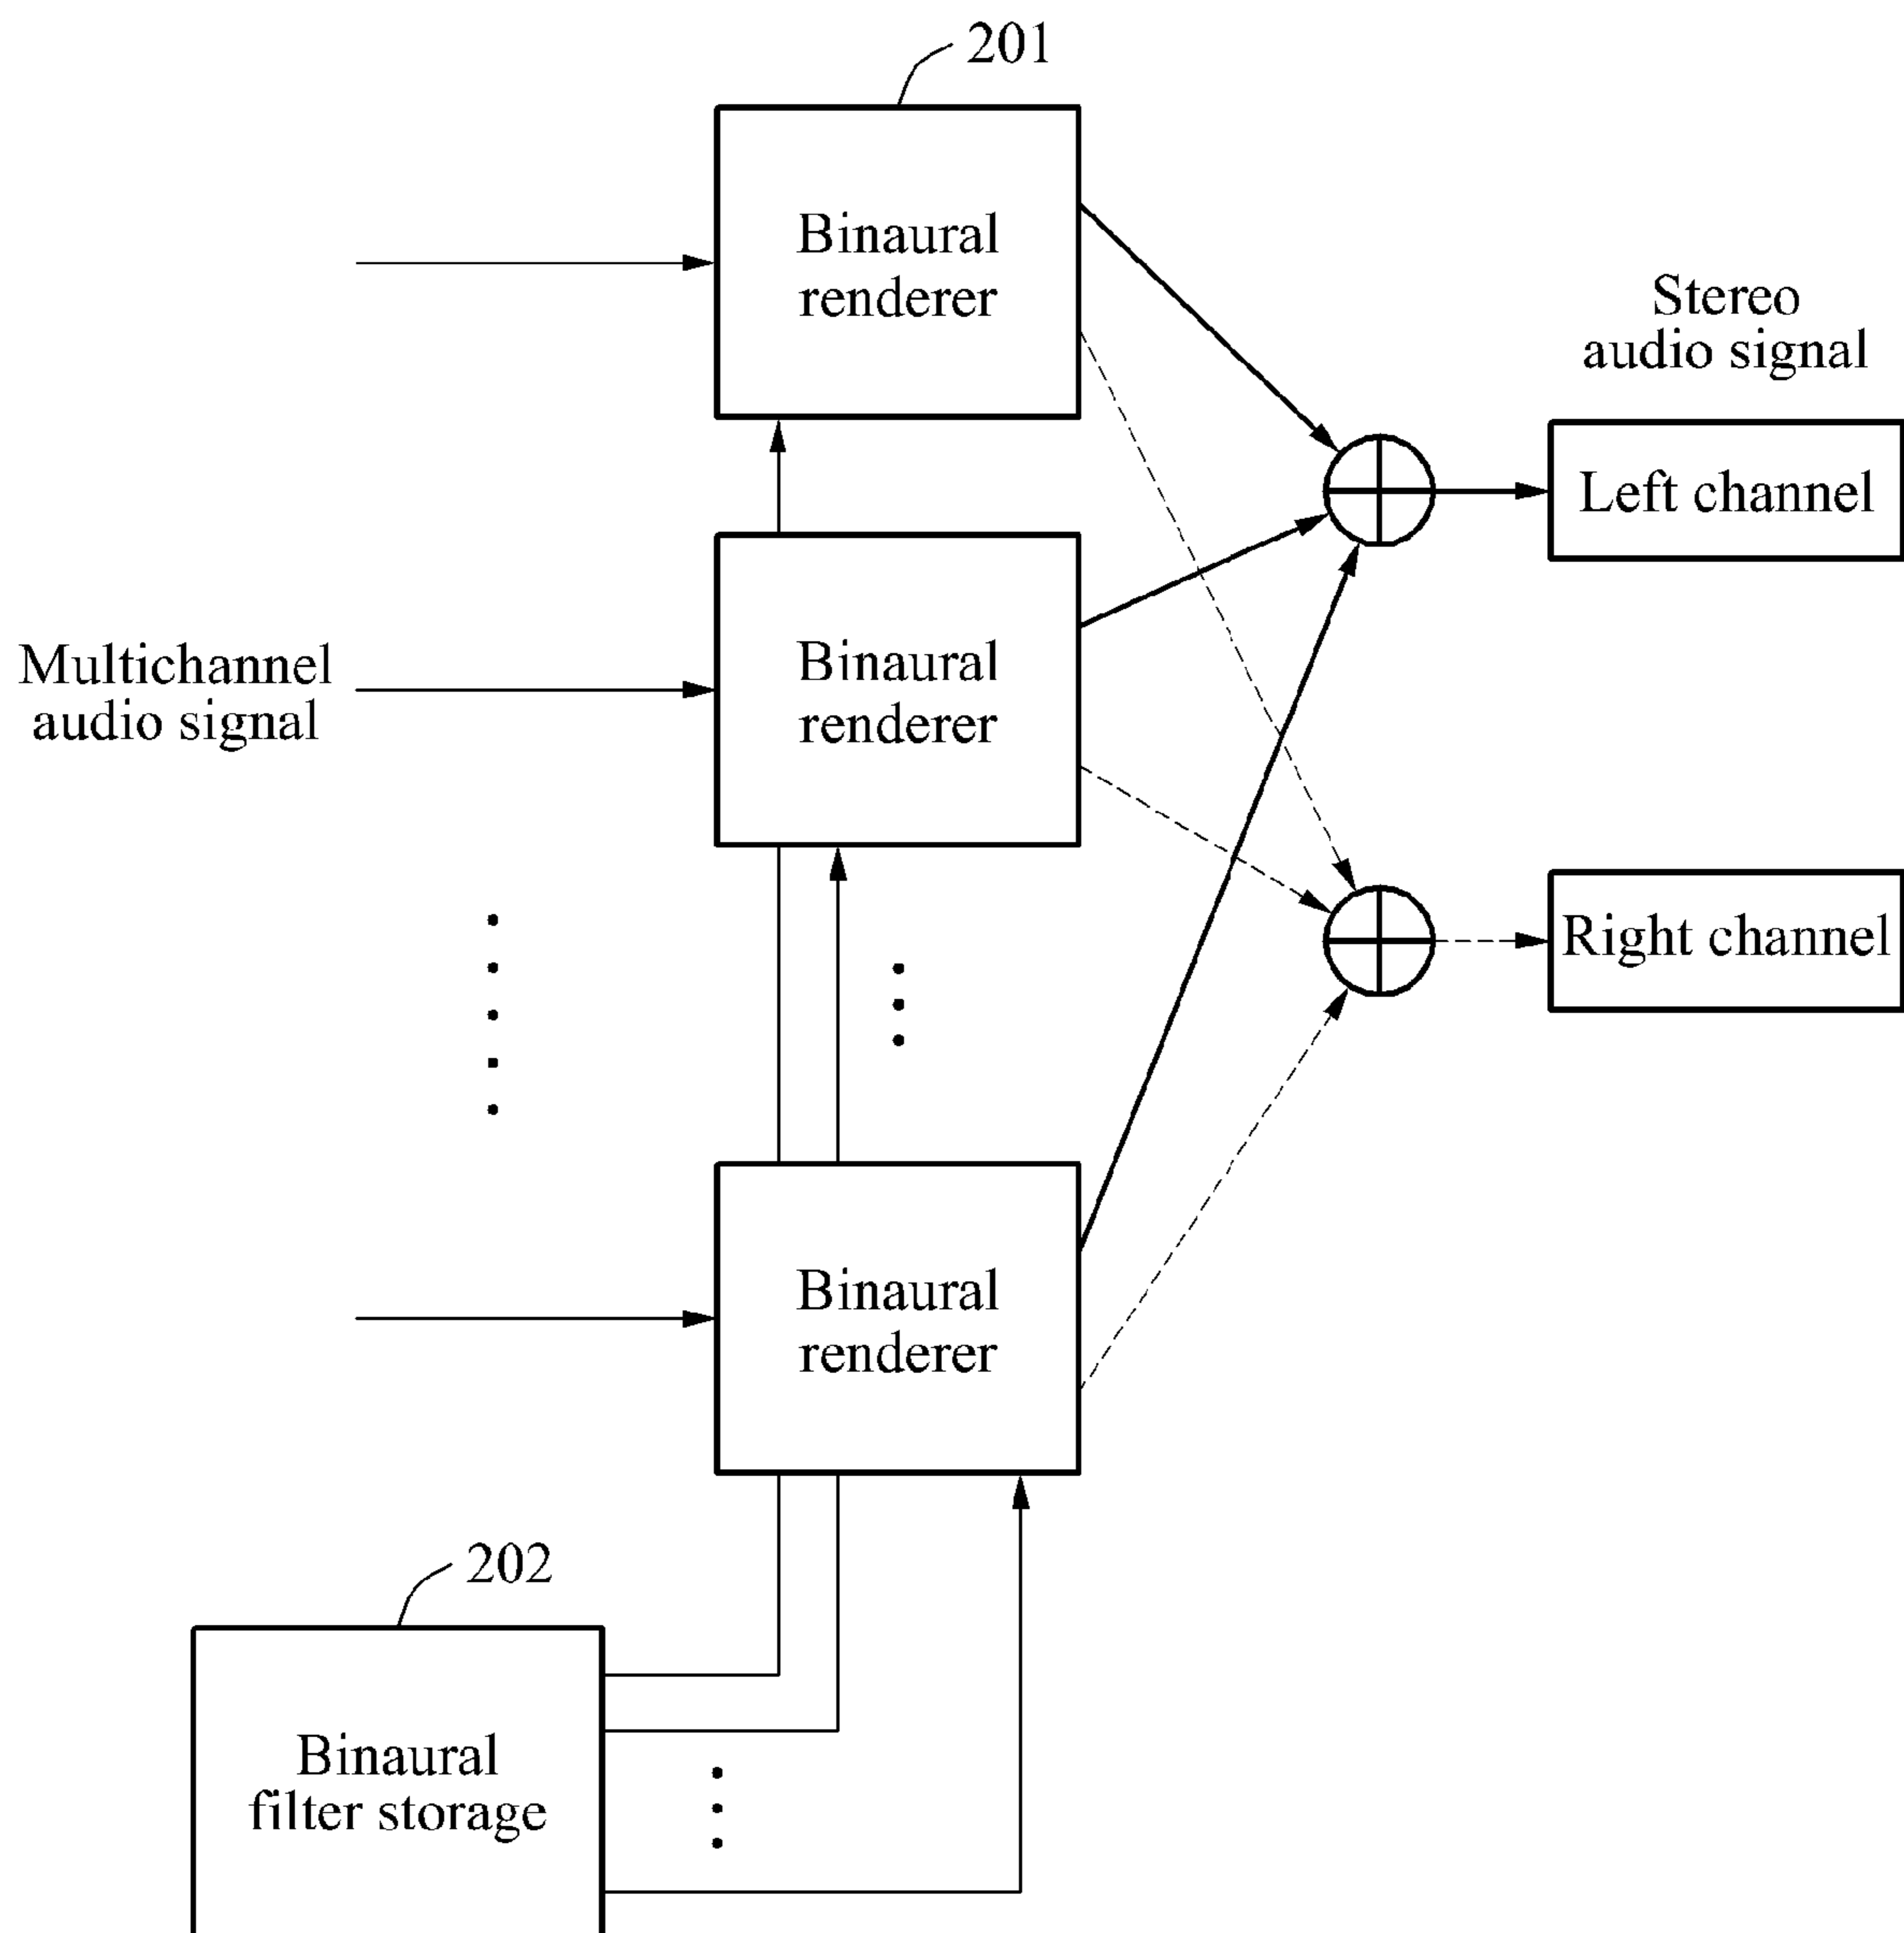 201
Binaural
renderer
Stereo
audio signal
Left channel
Multichannel
audio signal
Binaural
renderer
Right channel
Binaural
renderer
202
Binaural
filter storage